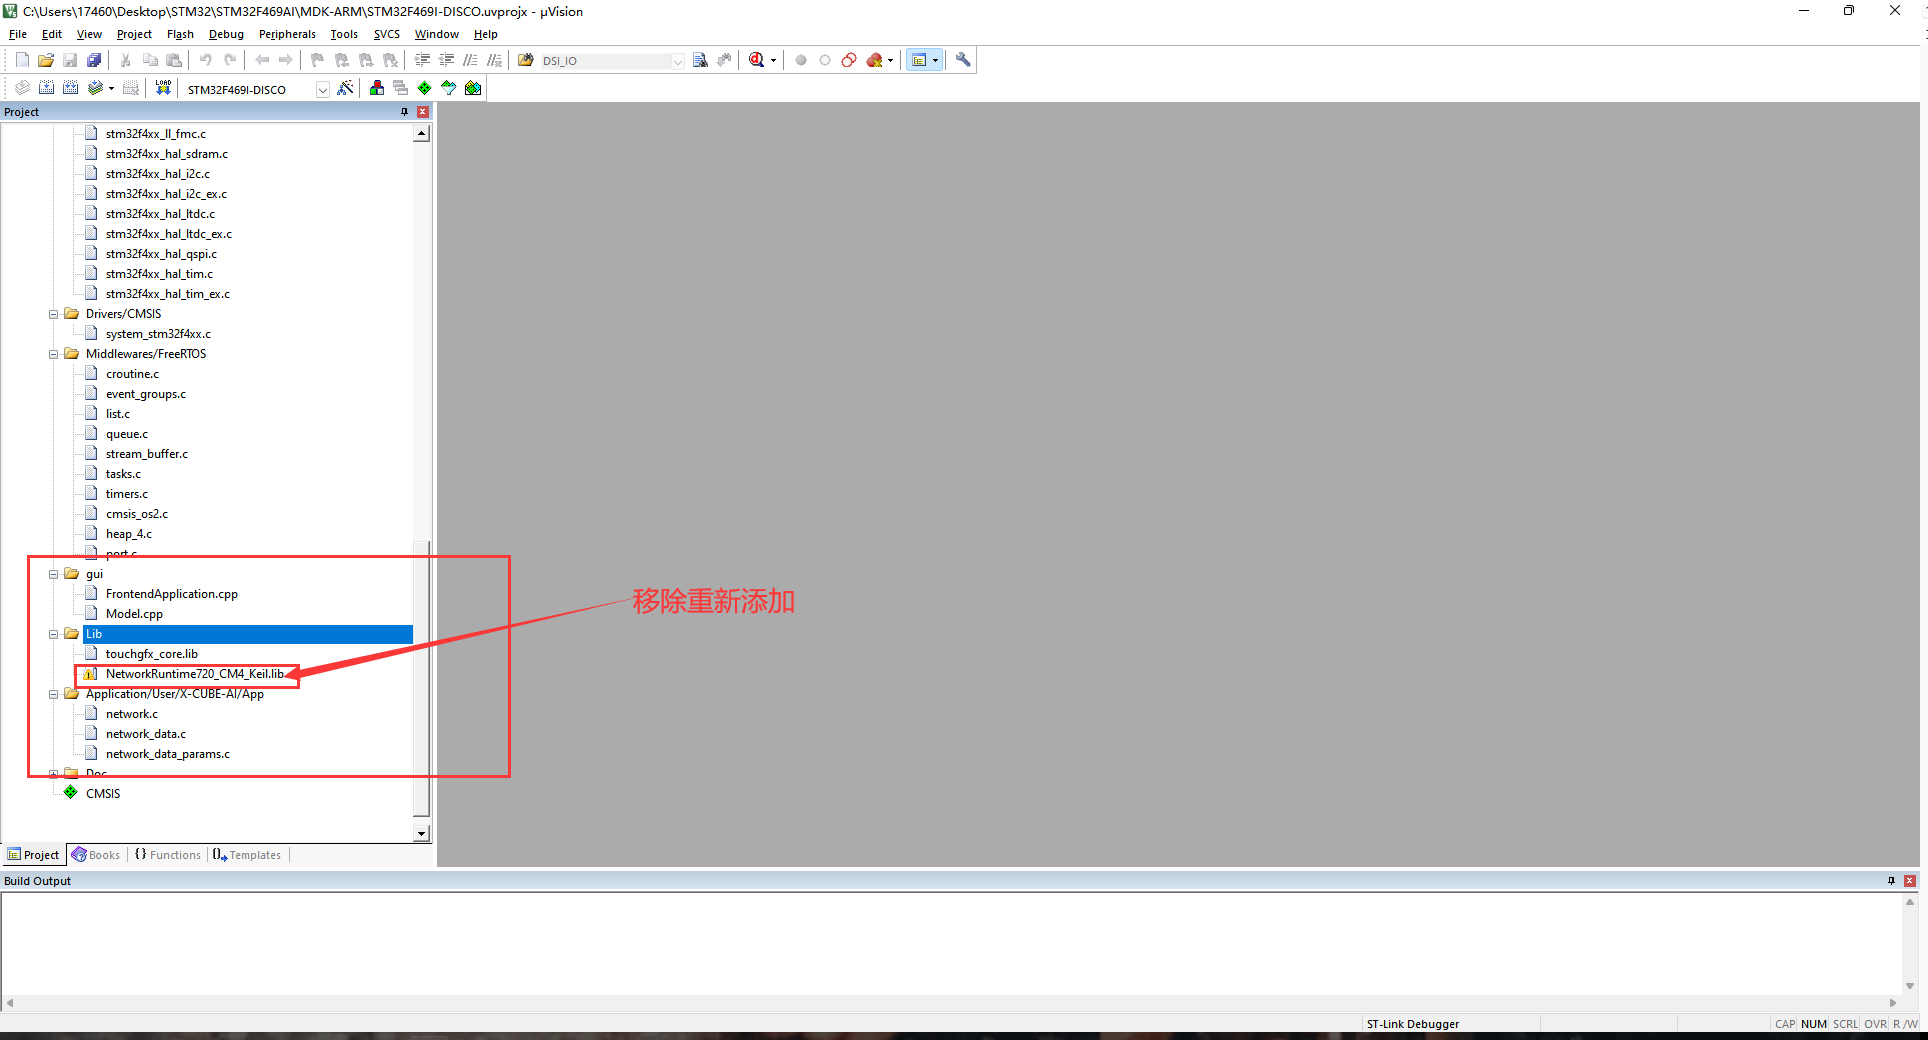 C:\Users\17460\Desktop\STM32\STM32F469AI\MDK-ARM\STM32F469I-DISCO.uvprojx - µVision
File Edit View Project Flash Debug Peripherals Tools SVCS Window Help
DSI_IO
LOAD STM32F469I-DISCO
Project
stm32f4xx_ll_fmc.c
stm32f4xx_hal_sdram.c
stm32f4xx_hal_i2c.c
stm32f4xx_hal_i2c_ex.c
stm32f4xx_hal_ltdc.c
stm32f4xx_hal_ltdc_ex.c
stm32f4xx_hal_qspi.c
stm32f4xx_hal_tim.c
stm32f4xx_hal_tim_ex.c
Drivers/CMSIS
system_stm32f4xx.c
Middlewares/FreeRTOS
croutine.c
event_groups.c
list.c
queue.c
stream_buffer.c
tasks.c
timers.c
cmsis_os2.c
heap_4.c
port.c
gui
FrontendApplication.cpp
移除重新添加
Model.cpp
Lib
touchgfx_core.lib
NetworkRuntime720_CM4_Keil.lib
Application/User/X-CUBE-AI/App
network.c
network_data.c
network_data_params.c
Doc
CMSIS
Project Books {} Functions Templates
Build Output
ST-Link Debugger CAP NUM SCRL OVR R/W